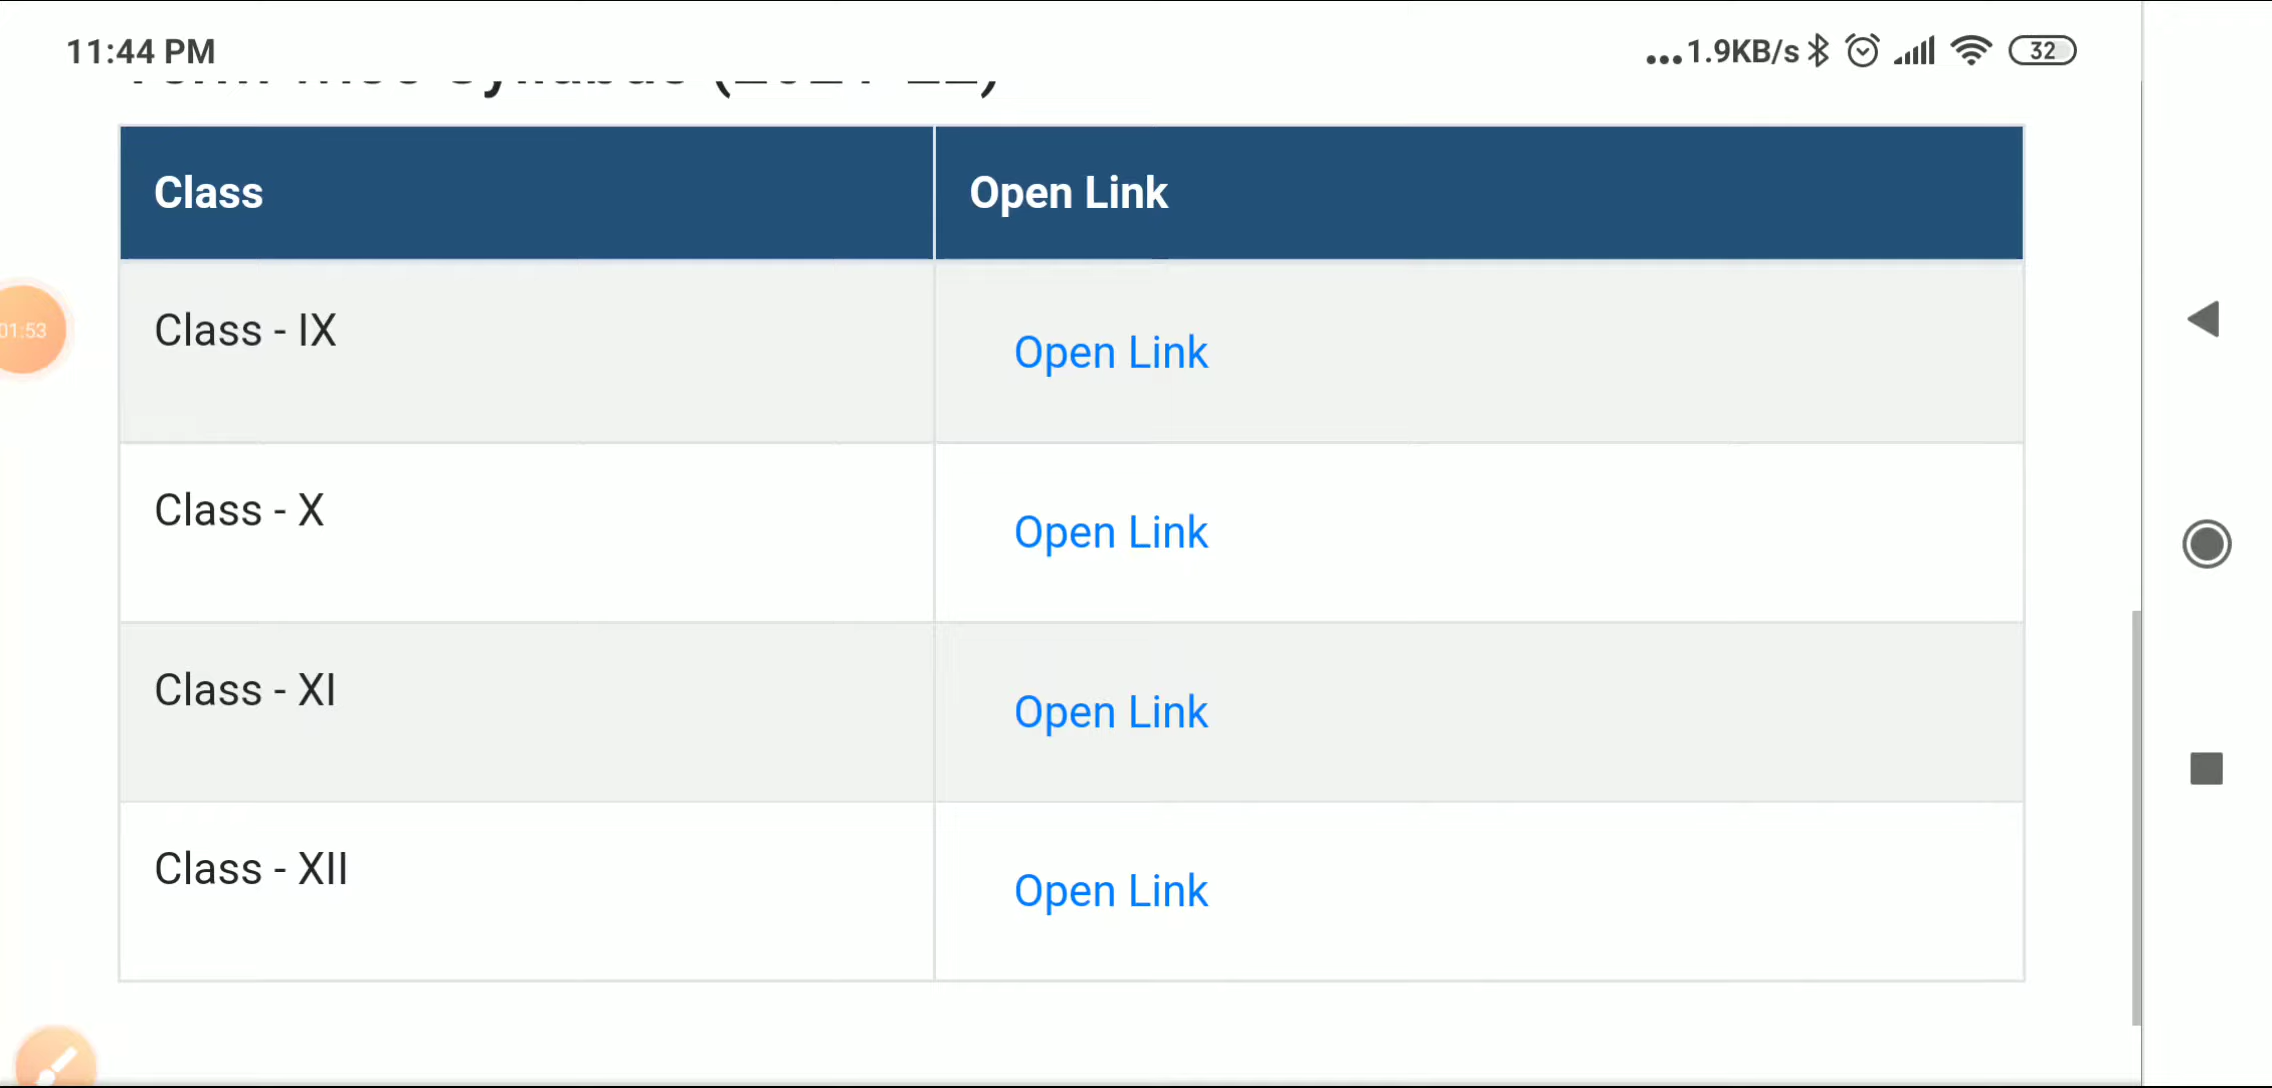 11:44 PM
...1.9KB/s 32
Class Open Link
Class - IX
Open Link
01:53
Class - X
Open Link
Class - XI
Open Link
Class - XII
Open Link